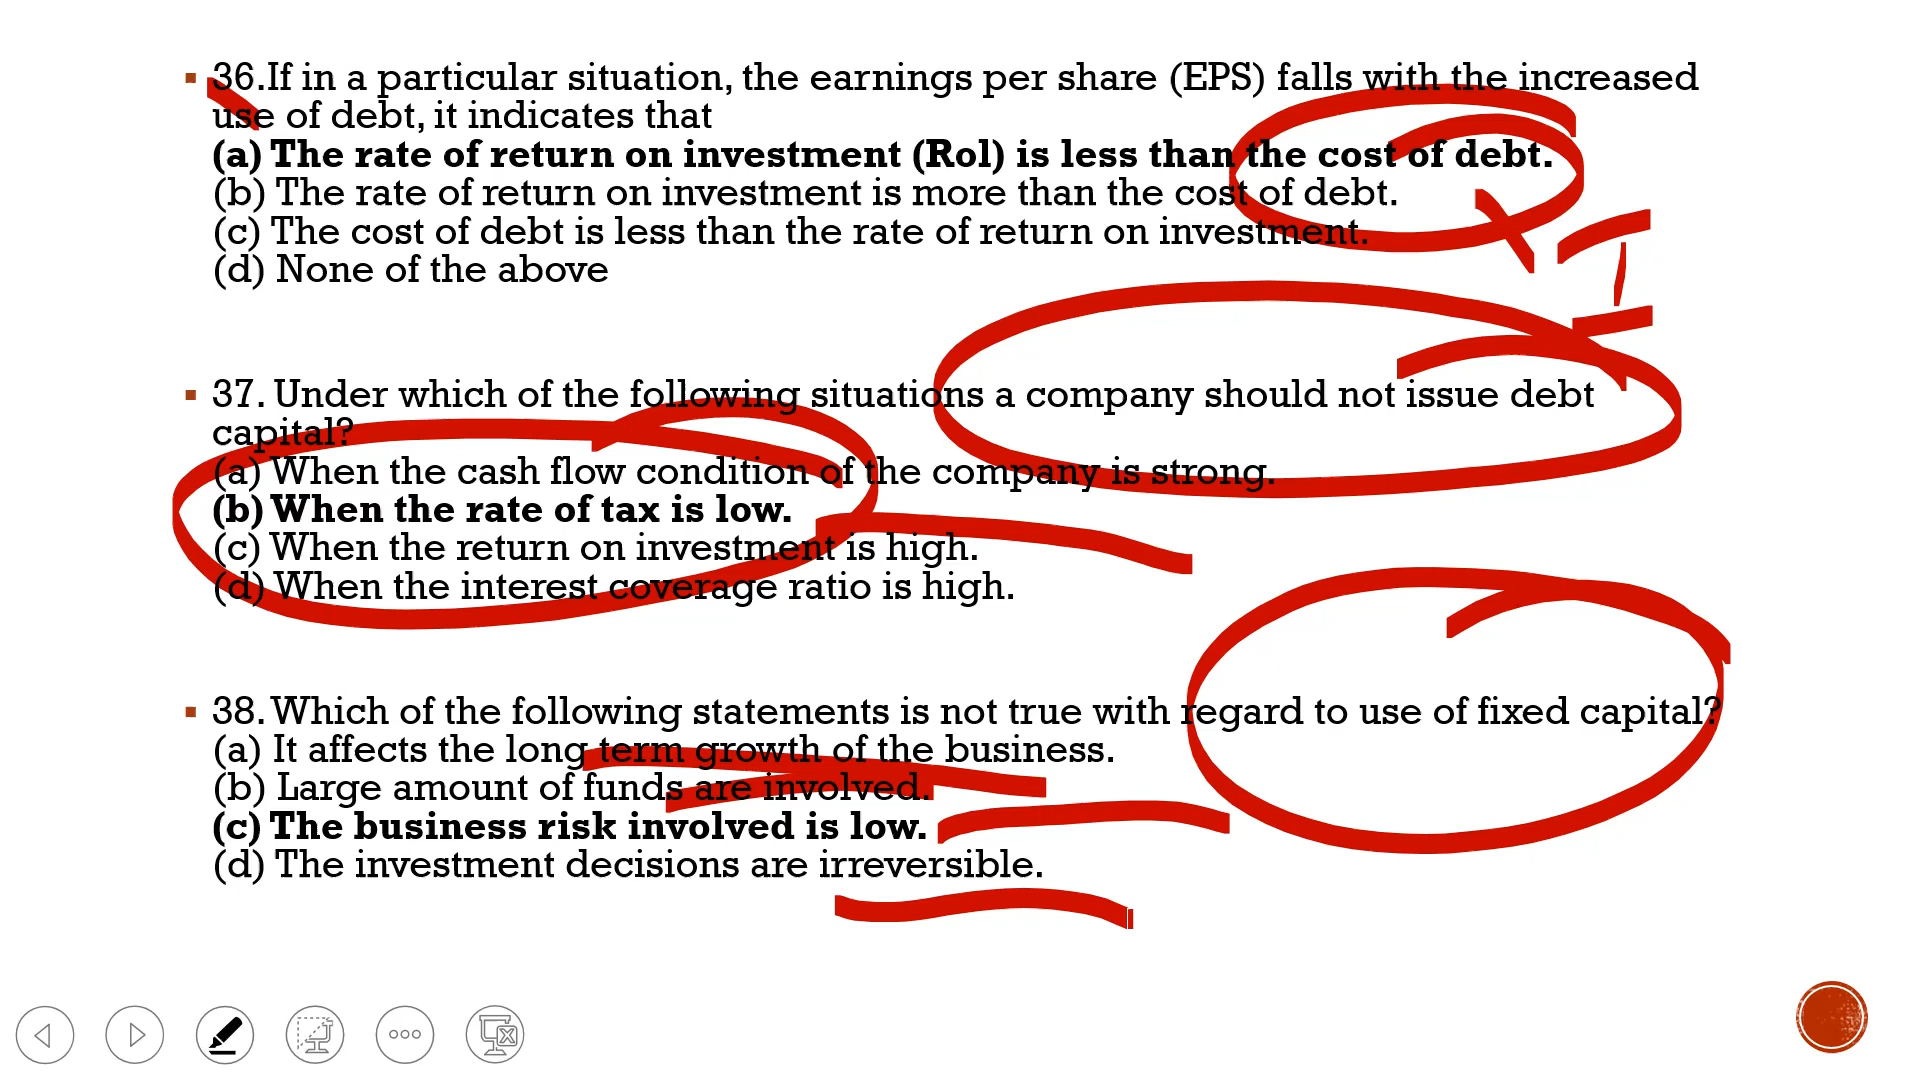 36.If in a particular situation, the earnings per share (EPS) falls with the increased
use of debt, it indicates that
(a) The rate of return on investment (RoI) is less than the cost of debt.
(b) The rate of return on investment is more than the cost of debt.
(c) The cost of debt is less than the rate of return on investment.
(d) None of the above
37. Under which of the following situations a company should not issue debt
capital?
(a) When the cash flow condition of the company is strong.
(b) When the rate of tax is low.
(c) When the return on investment is high.
(d) When the interest coverage ratio is high.
38. Which of the following statements is not true with regard to use of fixed capital?
(a) It affects the long term growth of the business.
(b) Large amount of funds are involved.
(c) The business risk involved is low.
(d) The investment decisions are irreversible.